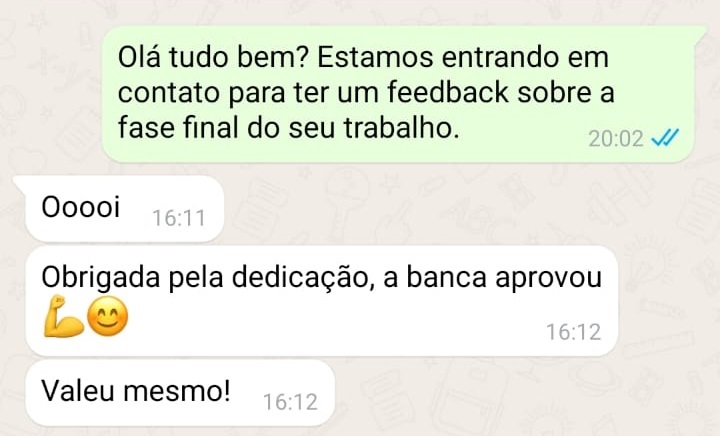 Olá tudo bem? Estamos entrando em
contato para ter um feedback sobre a
fase final do seu trabalho.
20:02
Ooooi
16:11
Obrigada pela dedicação, a banca aprovou
💪😊
16:12
Valeu mesmo!
16:12